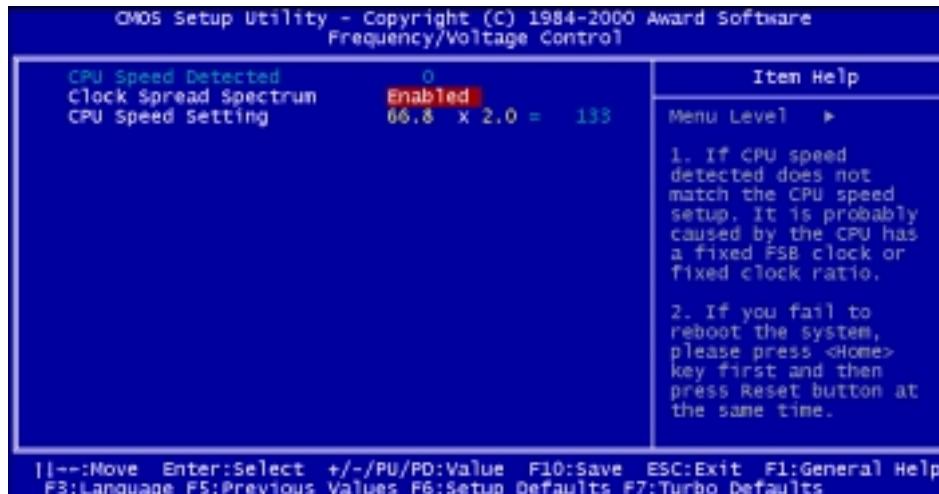 CMOS Setup Utility - Copyright (C) 1984-2000 Award Software
Frequency/Voltage Control
CPU Speed Detected 0
Clock Spread Spectrum Enabled
CPU Speed Setting 66.8 x 2.0 = 133
Item Help
Menu Level ▶
1. If CPU speed
detected does not
match the CPU speed
setup. It is probably
caused by the CPU has
a fixed FSB clock or
fixed clock ratio.
2. If you fail to
reboot the system,
please press <Home>
key first and then
press Reset button at
the same time.
↑↓→←:Move Enter:Select +/-/PU/PD:Value F10:Save ESC:Exit F1:General Help
F3:Language F5:Previous Values F6:Setup Defaults F7:Turbo Defaults